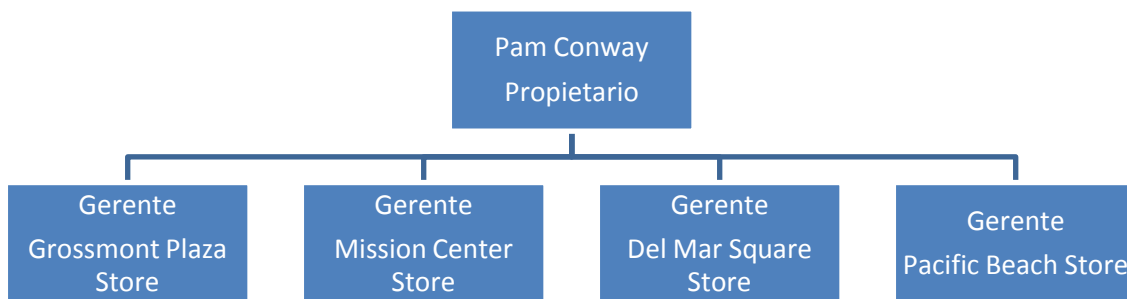 Pam Conway
Propietario
Gerente
Grossmont Plaza
Store
Gerente
Mission Center
Store
Gerente
Del Mar Square
Store
Gerente
Pacific Beach Store